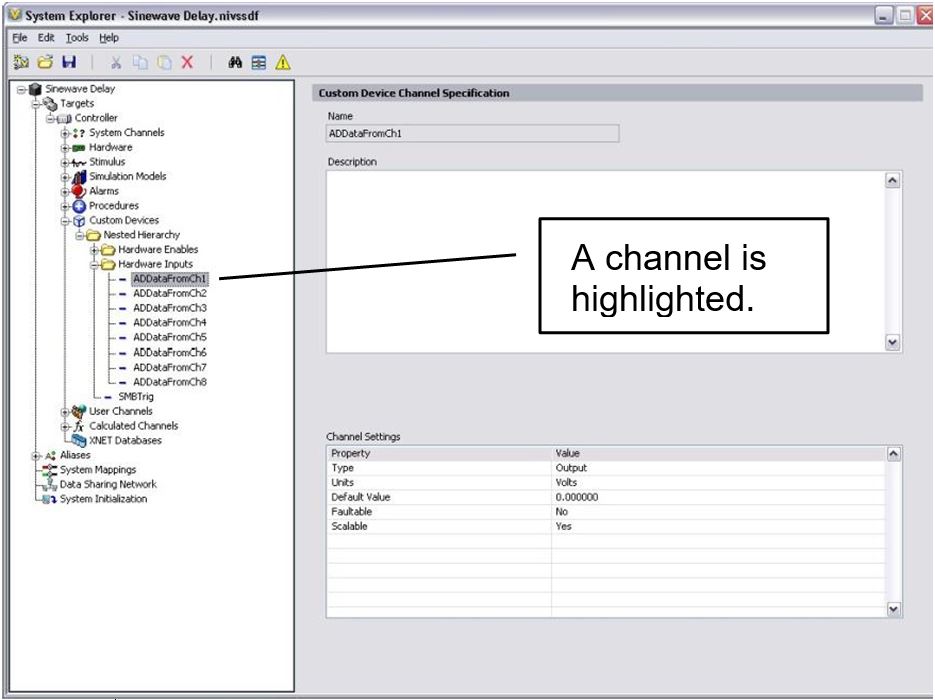 System Explorer - Sinewave Delay.nivssdf
File Edit Tools Help
Sinewave Delay
Targets
Controller
System Channels
Hardware
Stimulus
Simulation Models
Alarms
Procedures
Custom Devices
Nested Hierarchy
Hardware Enables
Hardware Inputs
ADDataFromCh1
ADDataFromCh2
ADDataFromCh3
ADDataFromCh4
ADDataFromCh5
ADDataFromCh6
ADDataFromCh7
ADDataFromCh8
SMBTrig
User Channels
Calculated Channels
XNET Databases
Aliases
System Mappings
Data Sharing Network
System Initialization
Custom Device Channel Specification
Name
ADDataFromCh1
Description
A channel is
highlighted.
Channel Settings
Property Value
Type Output
Units Volts
Default Value 0.000000
Faultable No
Scalable Yes